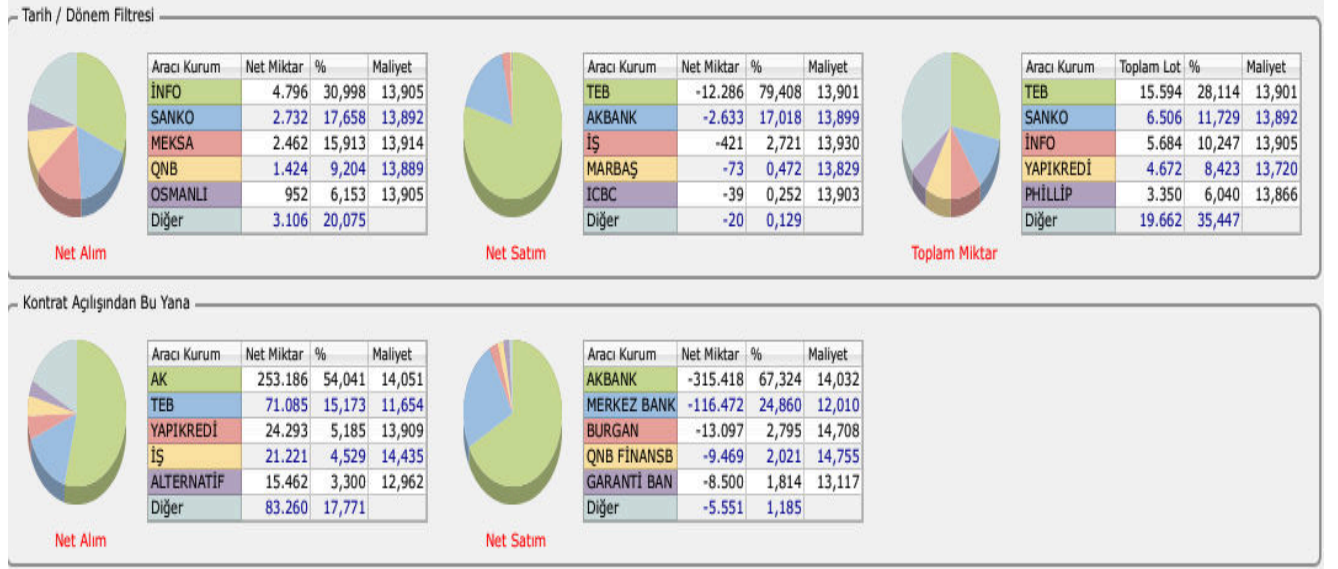 Tarih / Dönem Filtresi
Aracı Kurum Net Miktar % Maliyet
İNFO 4.796 30,998 13,905
SANKO 2.732 17,658 13,892
MEKSA 2.462 15,913 13,914
QNB 1.424 9,204 13,889
OSMANLI 952 6,153 13,905
Diğer 3.106 20,075
Net Alım
Aracı Kurum Net Miktar % Maliyet
TEB -12.286 79,408 13,901
AKBANK -2.633 17,018 13,899
İŞ -421 2,721 13,930
MARBAŞ -73 0,472 13,829
ICBC -39 0,252 13,903
Diğer -20 0,129
Net Satım
Aracı Kurum Toplam Lot % Maliyet
TEB 15.594 28,114 13,901
SANKO 6.506 11,729 13,892
İNFO 5.684 10,247 13,905
YAPIKREDİ 4.672 8,423 13,720
PHİLLİP 3.350 6,040 13,866
Diğer 19.662 35,447
Toplam Miktar
Kontrat Açılışından Bu Yana
Aracı Kurum Net Miktar % Maliyet
AK 253.186 54,041 14,051
TEB 71.085 15,173 11,654
YAPIKREDİ 24.293 5,185 13,909
İŞ 21.221 4,529 14,435
ALTERNATİF 15.462 3,300 12,962
Diğer 83.260 17,771
Net Alım
Aracı Kurum Net Miktar % Maliyet
AKBANK -315.418 67,324 14,032
MERKEZ BANK -116.472 24,860 12,010
BURGAN -13.097 2,795 14,708
QNB FİNANSB -9.469 2,021 14,755
GARANTİ BAN -8.500 1,814 13,117
Diğer -5.551 1,185
Net Satım